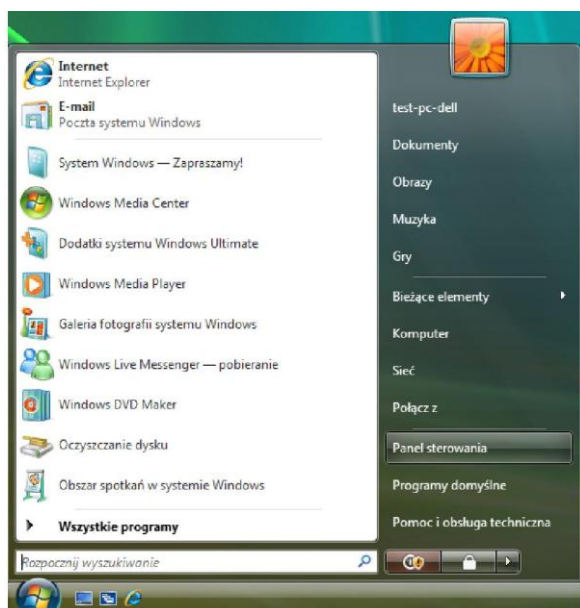 Internet
Internet Explorer
E-mail
Poczta systemu Windows
System Windows — Zapraszamy!
Windows Media Center
Dodatki systemu Windows Ultimate
Windows Media Player
Galeria fotografii systemu Windows
Windows Live Messenger — pobieranie
Windows DVD Maker
Oczyszczanie dysku
Obszar spotkań w systemie Windows
Wszystkie programy
Rozpocznij wyszukiwanie
test-pc-dell
Dokumenty
Obrazy
Muzyka
Gry
Bieżące elementy
Komputer
Sieć
Połącz z
Panel sterowania
Programy domyślne
Pomoc i obsługa techniczna